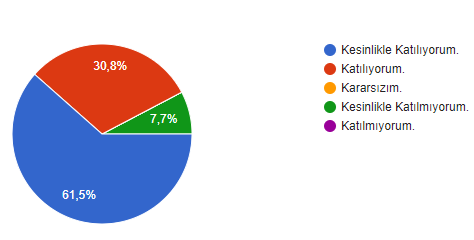 30,8%
7,7%
61,5%
Kesinlikle Katılıyorum.
Katılıyorum.
Kararsızım.
Kesinlikle Katılmıyorum.
Katılmıyorum.